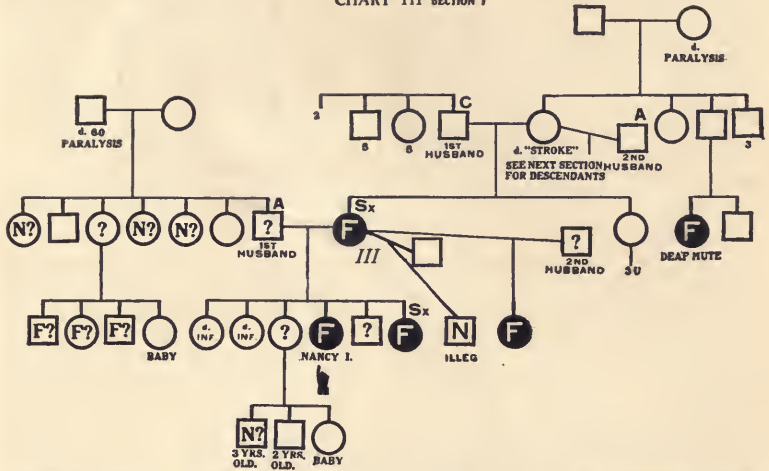 CHART III SECTION I
d.
PARALYSIS
d. 60
PARALYSIS
2
8
8
C
1ST
HUSBAND
d. "STROKE"
SEE NEXT SECTION
FOR DESCENDANTS
A
2ND
HUSBAND
3
N?
?
N?
N?
A
?
1ST
HUSBAND
Sx
F
III
?
2ND
HUBBAND
3U
F
DEAF MUTE
F?
F?
F?
BABY
d.
INF.
d.
INF.
?
F
NANCY I.
?
Sx
F
N
ILLEG
F
N?
3 YRS.
OLD.
2 YRS.
OLD.
BABY